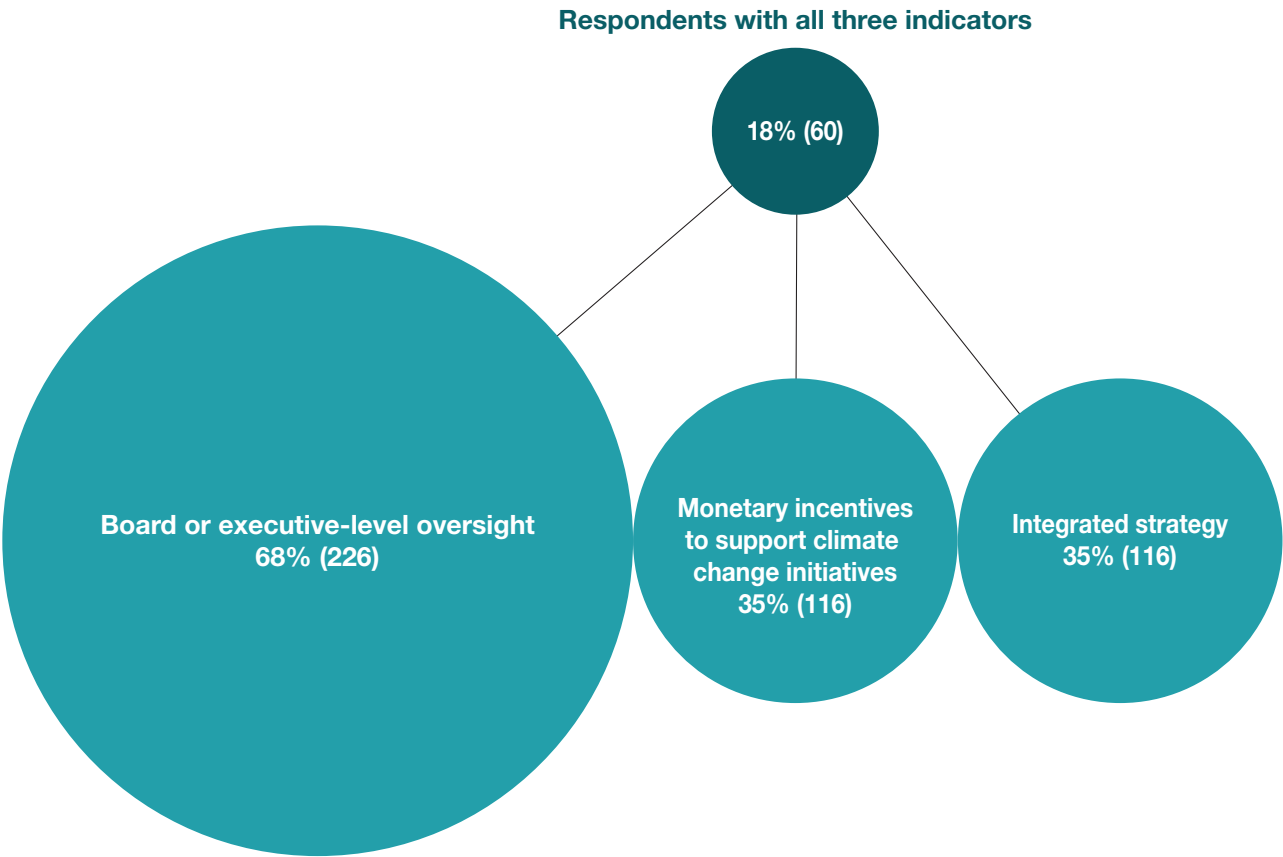 Respondents with all three indicators
18% (60)
Board or executive-level oversight
68% (226)
Monetary incentives
to support climate
change initiatives
35% (116)
Integrated strategy
35% (116)